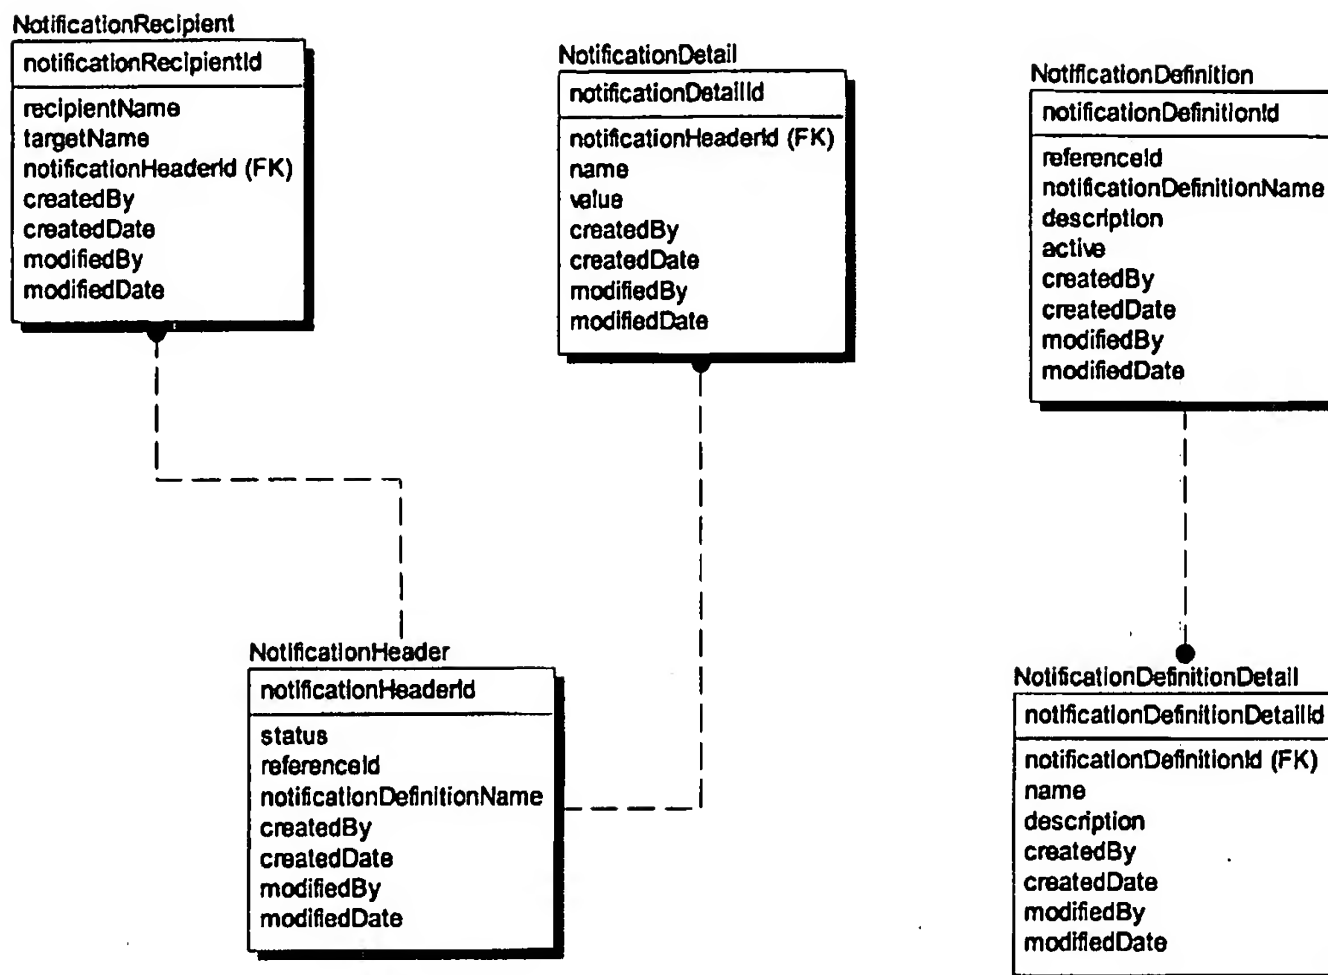 NotificationRecipient
notificationRecipientId
recipientName
targetName
notificationHeaderId (FK)
createdBy
createdDate
modifiedBy
modifiedDate
NotificationDetail
notificationDetailId
notificationHeaderId (FK)
name
value
createdBy
createdDate
modifiedBy
modifiedDate
NotificationDefinition
notificationDefinitionId
referenceId
notificationDefinitionName
description
active
createdBy
createdDate
modifiedBy
modifiedDate
NotificationHeader
notificationHeaderId
status
referenceId
notificationDefinitionName
createdBy
createdDate
modifiedBy
modifiedDate
NotificationDefinitionDetail
notificationDefinitionDetailId
notificationDefinitionId (FK)
name
description
createdBy
createdDate
modifiedBy
modifiedDate